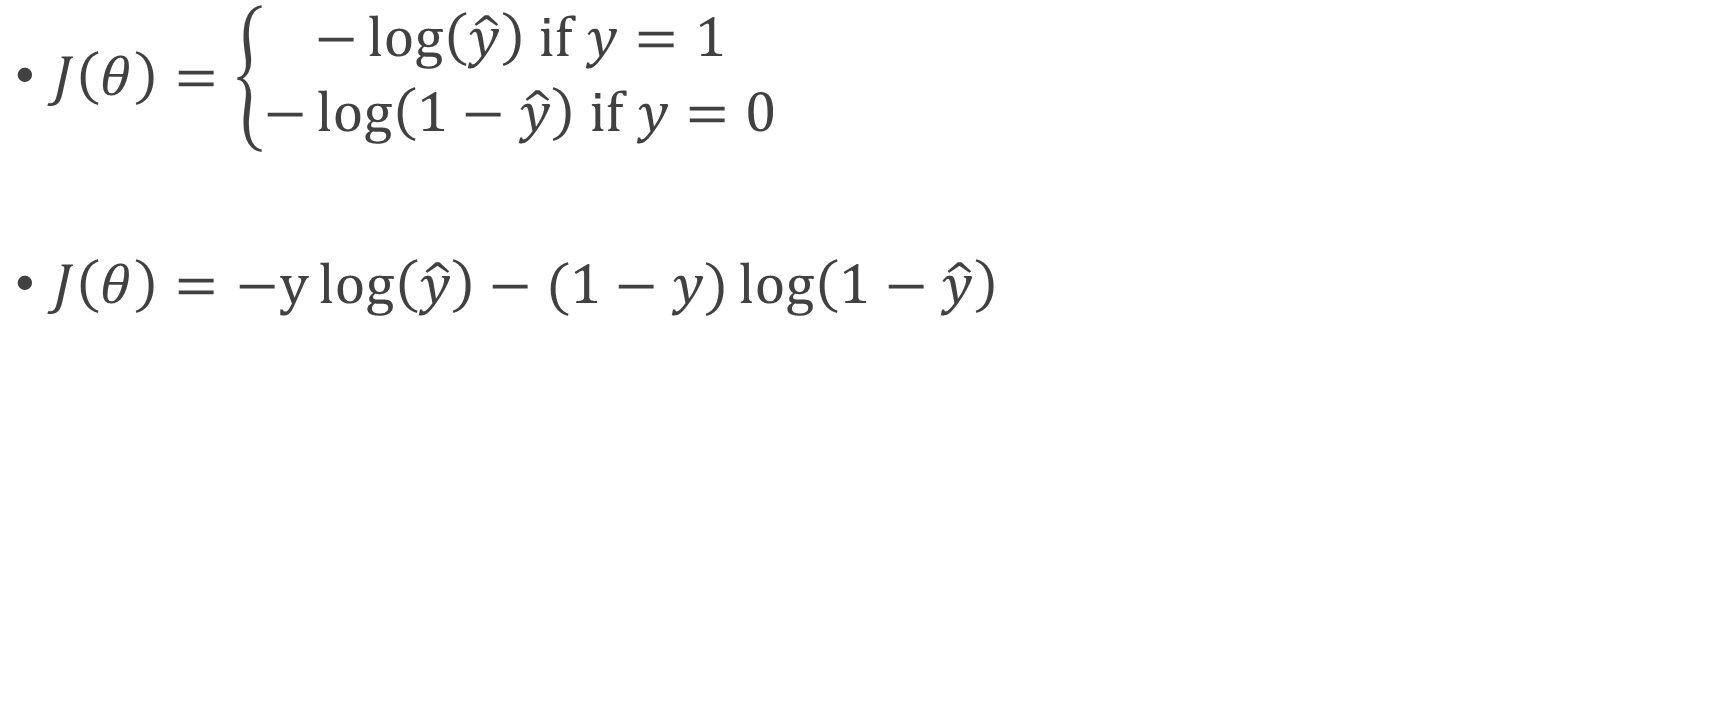 • J(θ) = { − log(ŷ) if y = 1
− log(1 − ŷ) if y = 0
• J(θ) = −y log(ŷ) − (1 − y) log(1 − ŷ)